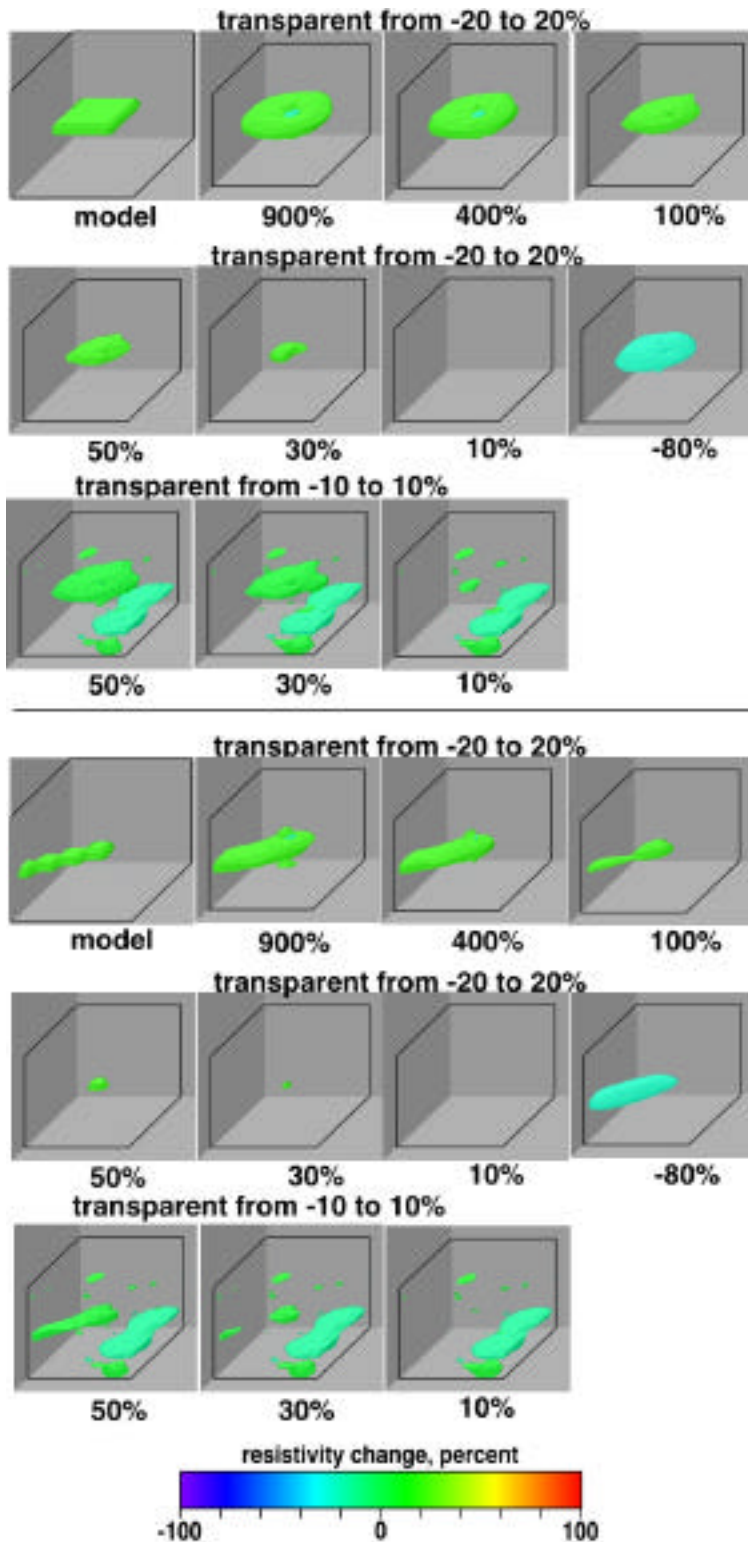 transparent from -20 to 20%
model 900% 400% 100%
transparent from -20 to 20%
50% 30% 10% -80%
transparent from -10 to 10%
50% 30% 10%
transparent from -20 to 20%
model 900% 400% 100%
transparent from -20 to 20%
50% 30% 10% -80%
transparent from -10 to 10%
50% 30% 10%
resistivity change, percent
-100 0 100